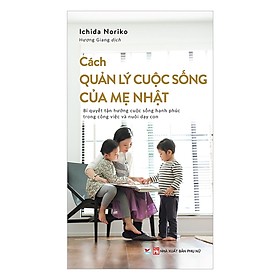 Ichida Noriko
Hương Giang dịch
Cách
QUẢN LÝ CUỘC SỐNG
CỦA MẸ NHẬT
Bí quyết tận hưởng cuộc sống hạnh phúc
trong công việc và nuôi dạy con
NHÀ XUẤT BẢN PHỤ NỮ